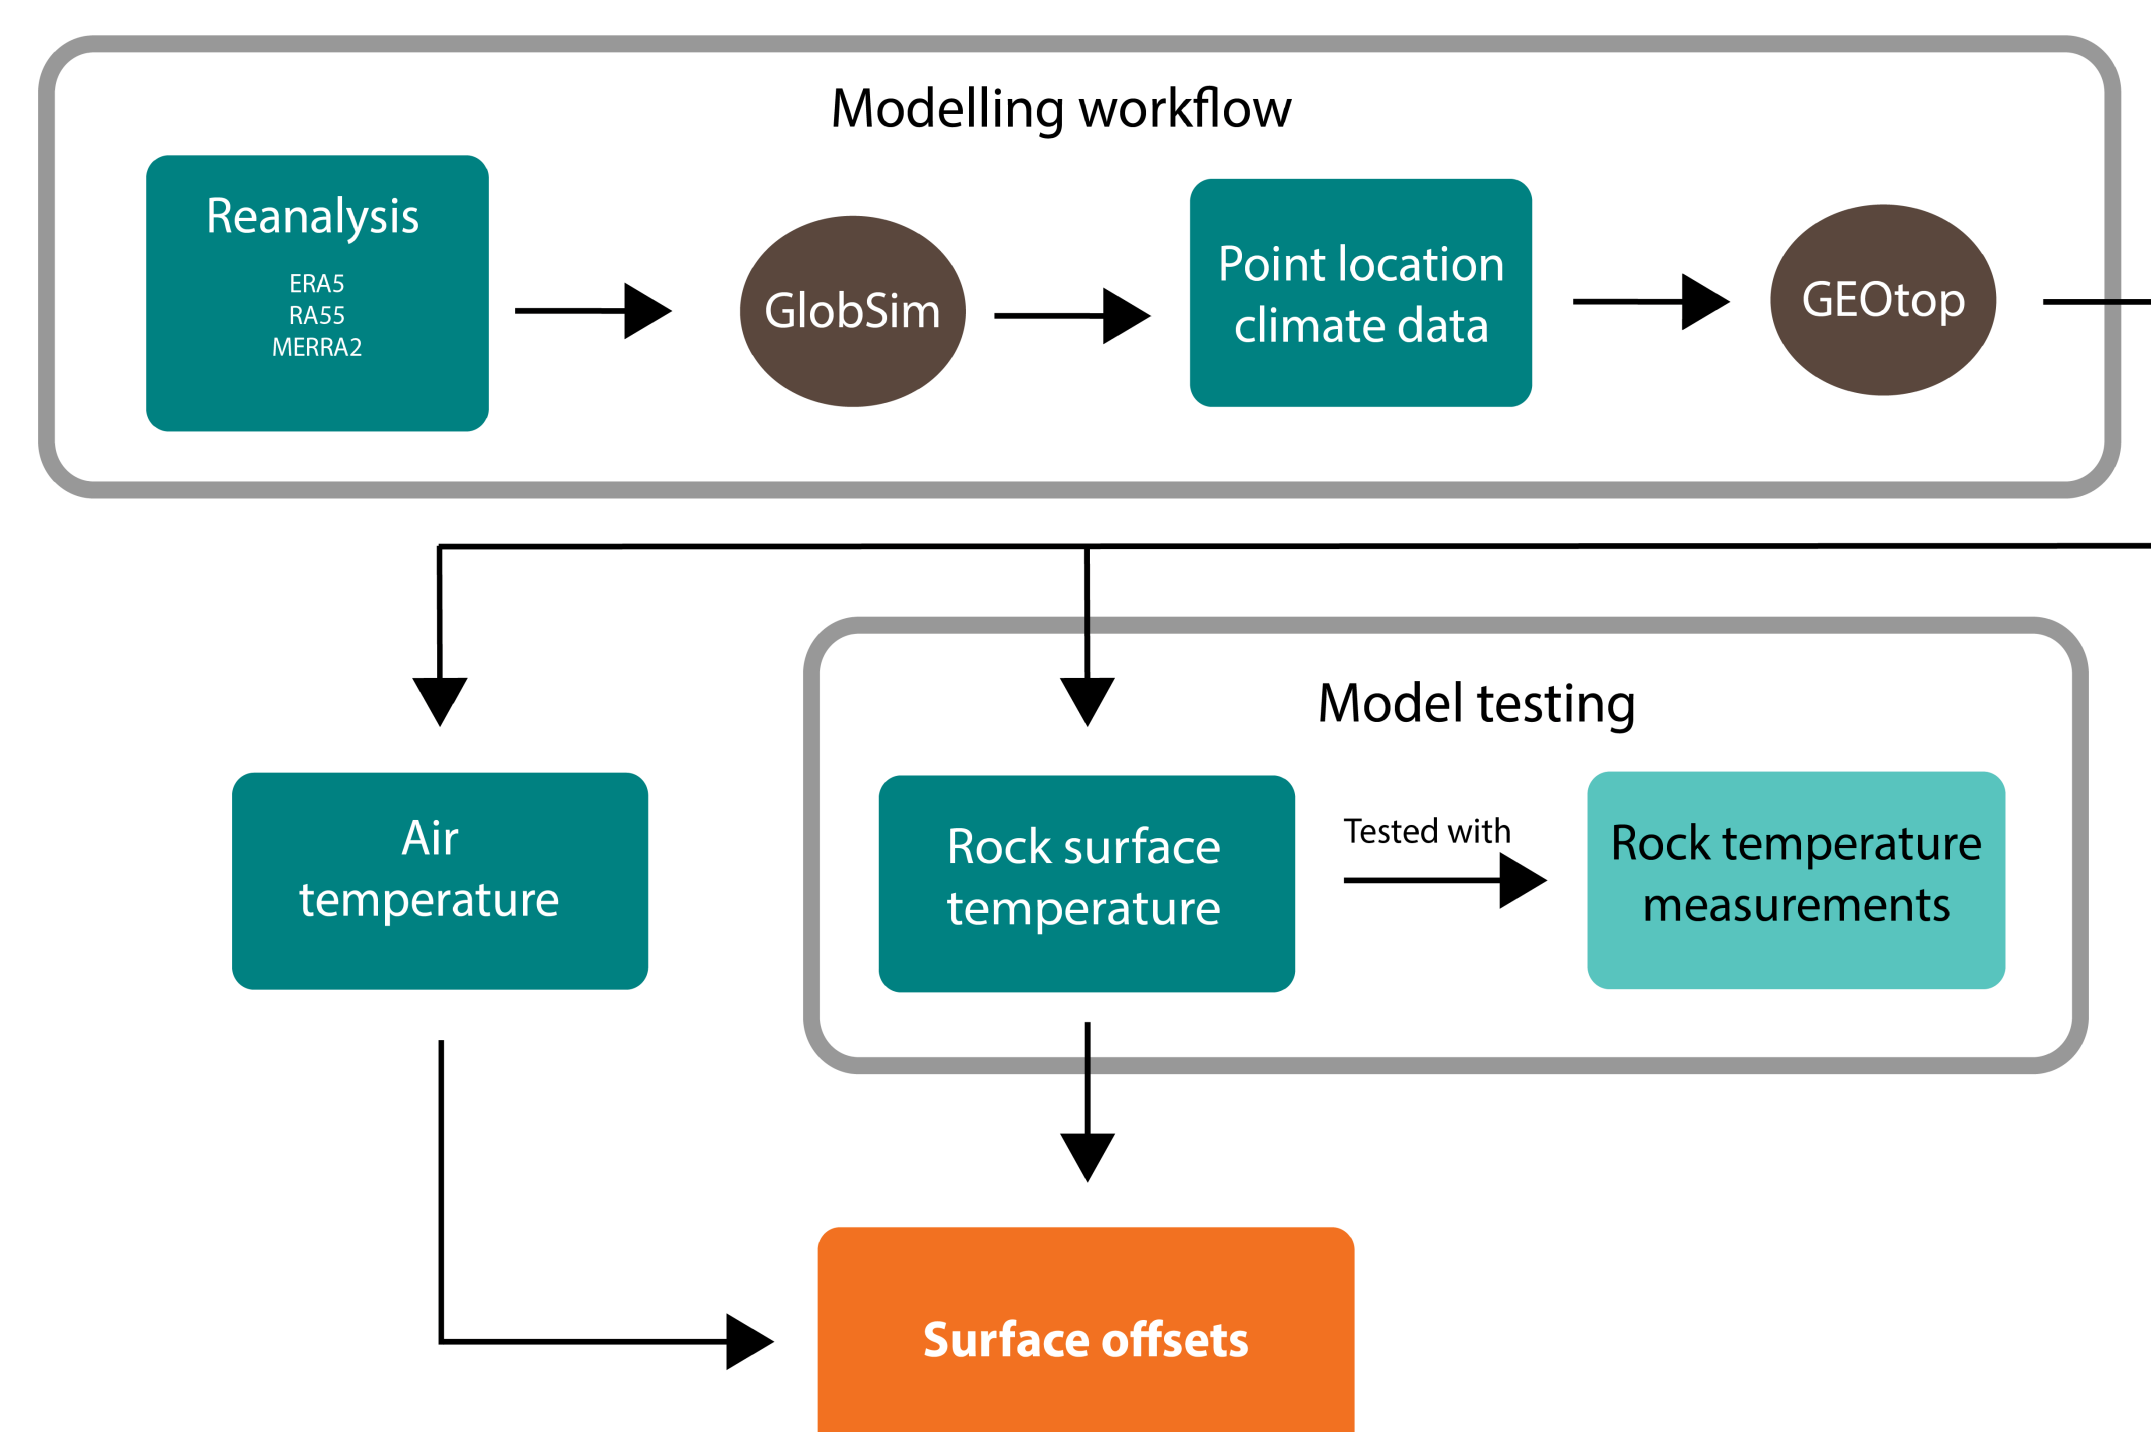 Modelling workflow
Reanalysis
ERA5
RA55
MERRA2
GlobSim
Point location
climate data
GEOtop
Model testing
Air
temperature
Rock surface
temperature
Tested with
Rock temperature
measurements
Surface offsets